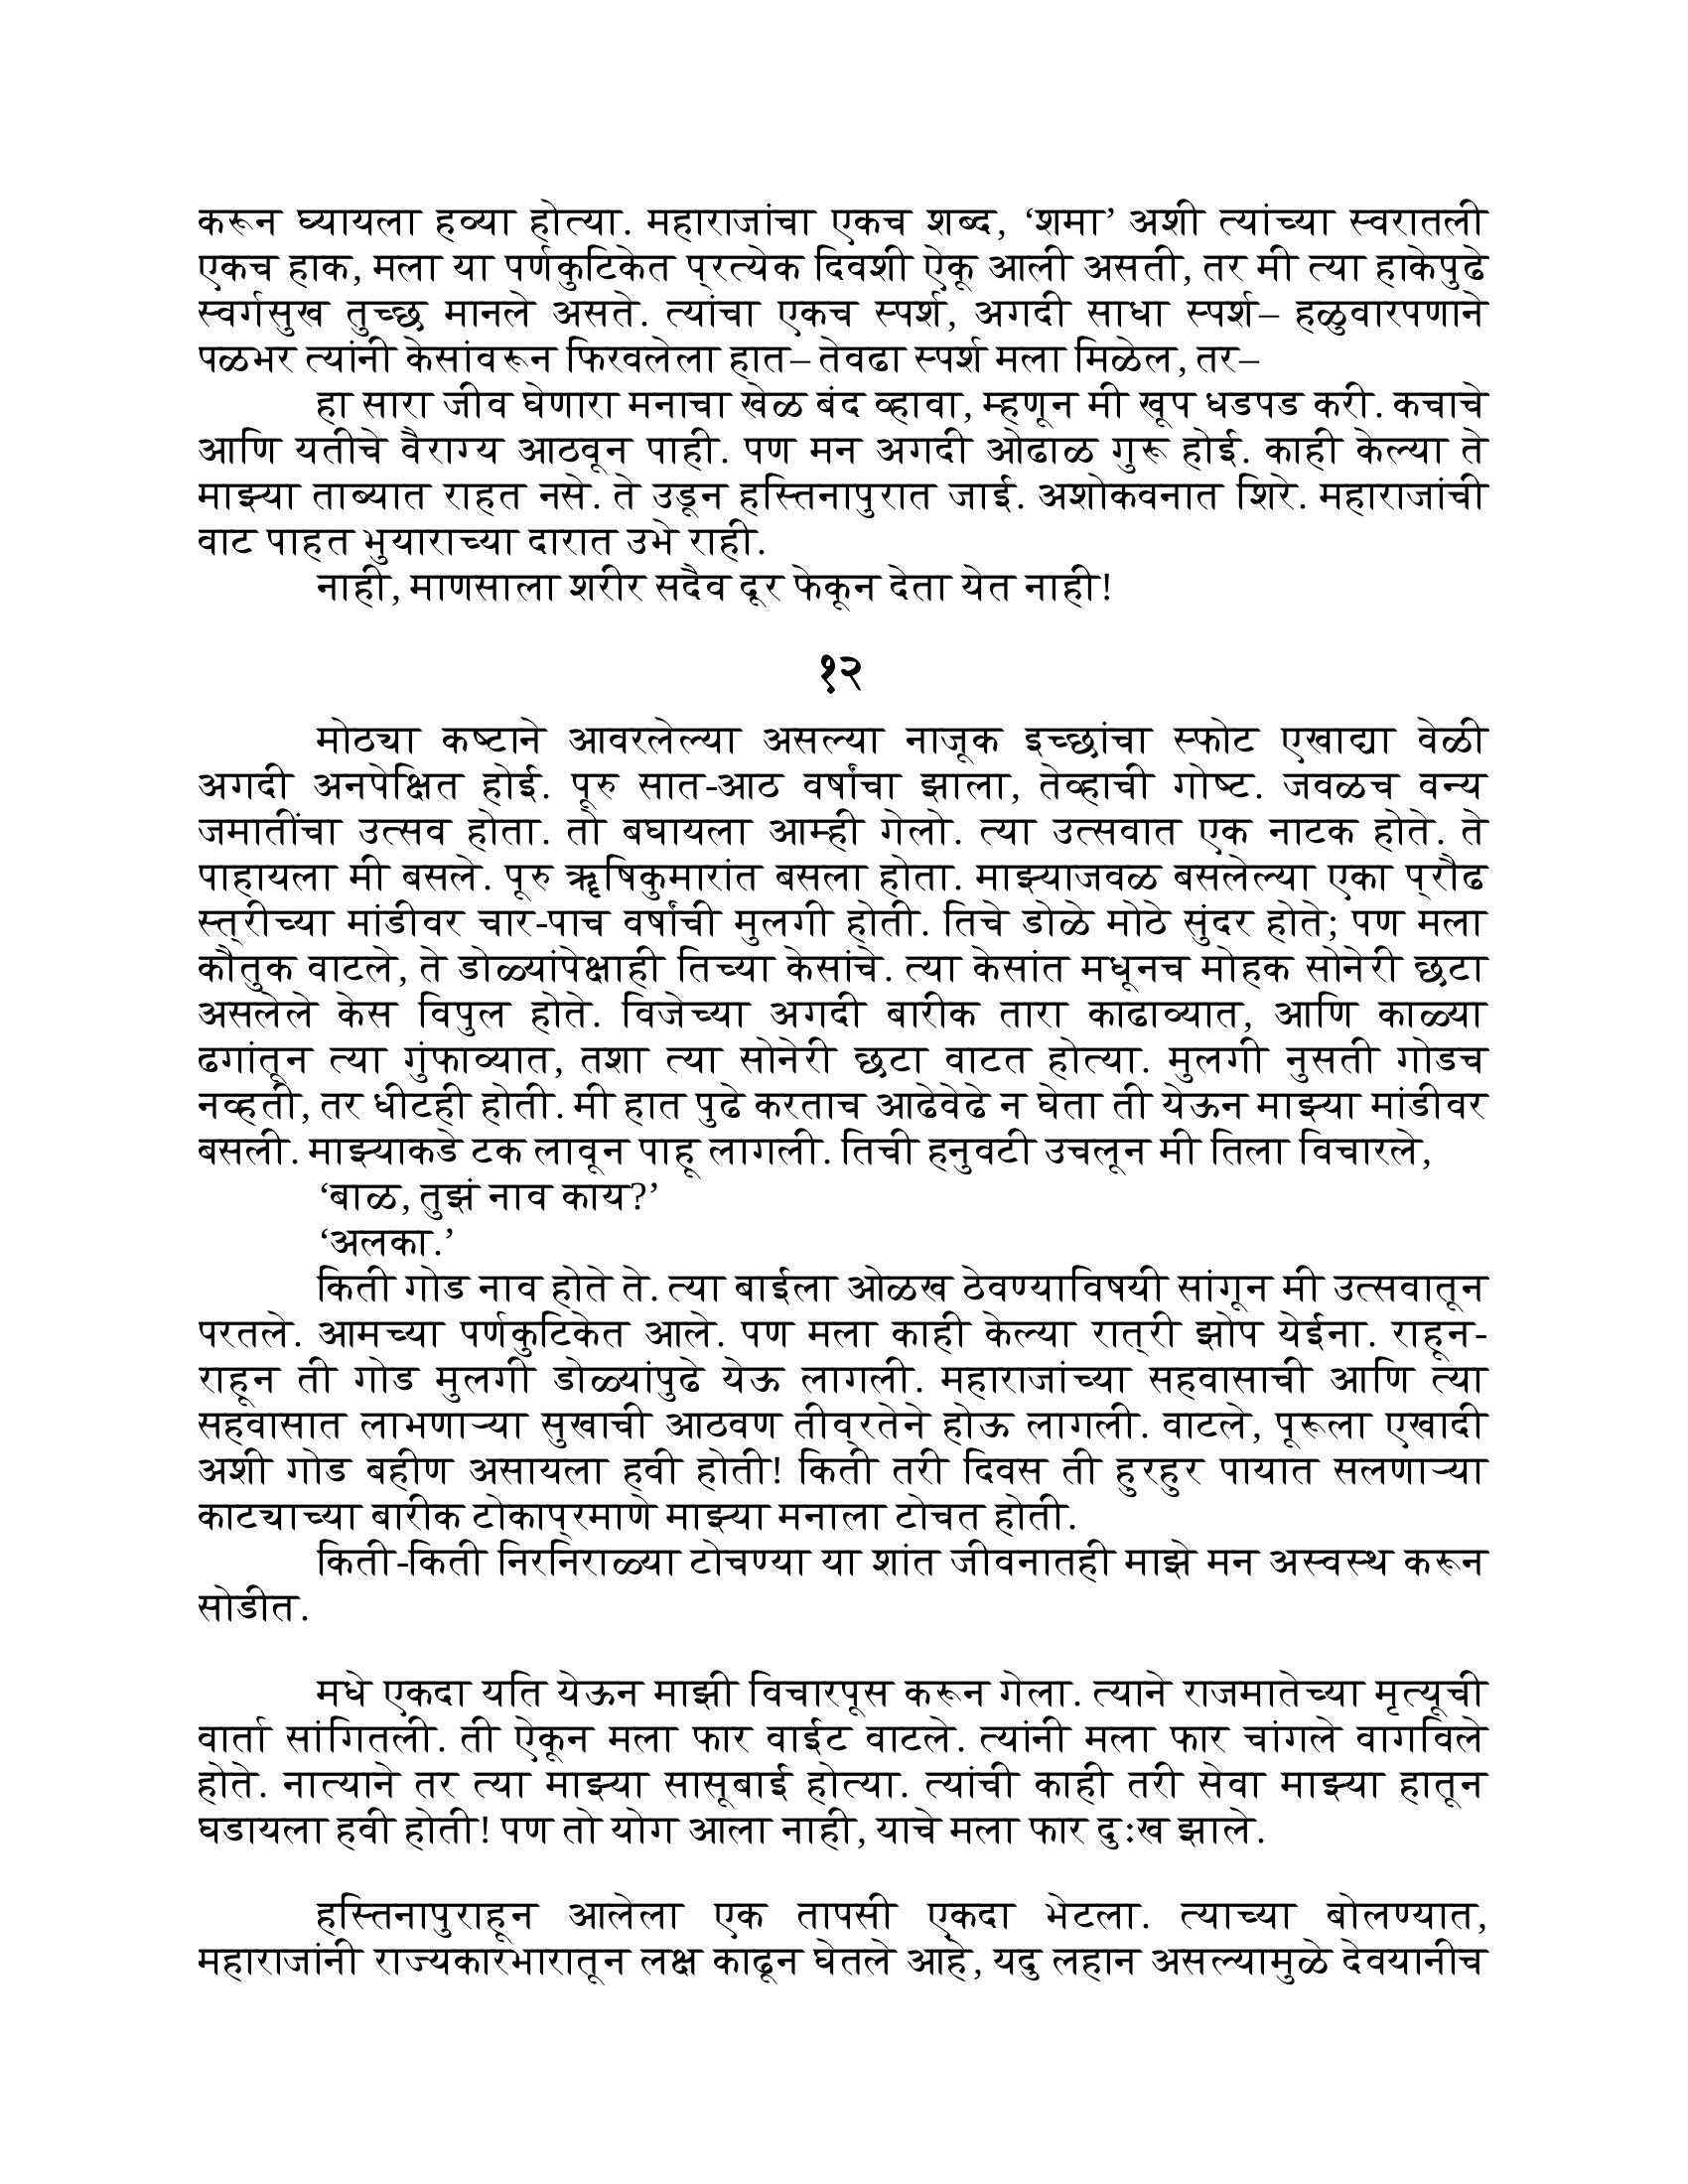 करून घ्यायला हव्या होत्या. महाराजांचा एकच शब्द, ‘शमा’ अशी त्यांच्या स्वरातली
एकच हाक, मला या पर्णकुटिकेत प्रत्येक दिवशी ऐकू आली असती, तर मी त्या हाकेपुढे
स्वर्गसुख तुच्छ मानले असते. त्यांचा एकच स्पर्श, अगदी साधा स्पर्श– हळुवारपणाने
पळभर त्यांनी केसांवरून फिरवलेला हात– तेवढा स्पर्श मला मिळेल, तर–
हा सारा जीव घेणारा मनाचा खेळ बंद व्हावा, म्हणून मी खूप धडपड करी. कचाचे
आणि यतीचे वैराग्य आठवून पाही. पण मन अगदी ओढाळ गुरू होई. काही केल्या ते
माझ्या ताब्यात राहत नसे. ते उडून हस्तिनापुरात जाई. अशोकवनात शिरे. महाराजांची
वाट पाहत भुयाराच्या दारात उभे राही.
नाही, माणसाला शरीर सदैव दूर फेकून देता येत नाही!
१२
मोठ्या कष्टाने आवरलेल्या असल्या नाजूक इच्छांचा स्फोट एखाद्या वेळी
अगदी अनपेक्षित होई. पूरु सात-आठ वर्षांचा झाला, तेव्हाची गोष्ट. जवळच वन्य
जमातींचा उत्सव होता. तो बघायला आम्ही गेलो. त्या उत्सवात एक नाटक होते. ते
पाहायला मी बसले. पूरु ॠषिकुमारांत बसला होता. माझ्याजवळ बसलेल्या एका प्रौढ
स्त्रीच्या मांडीवर चार-पाच वर्षांची मुलगी होती. तिचे डोळे मोठे सुंदर होते; पण मला
कौतुक वाटले, ते डोळ्यांपेक्षाही तिच्या केसांचे. त्या केसांत मधूनच मोहक सोनेरी छटा
असलेले केस विपुल होते. विजेच्या अगदी बारीक तारा काढाव्यात, आणि काळ्या
ढगांतून त्या गुंफाव्यात, तशा त्या सोनेरी छटा वाटत होत्या. मुलगी नुसती गोडच
नव्हती, तर धीटही होती. मी हात पुढे करताच आढेवेढे न घेता ती येऊन माझ्या मांडीवर
बसली. माझ्याकडे टक लावून पाहू लागली. तिची हनुवटी उचलून मी तिला विचारले,
‘बाळ, तुझं नाव काय?’
‘अलका.’
किती गोड नाव होते ते. त्या बाईला ओळख ठेवण्याविषयी सांगून मी उत्सवातून
परतले. आमच्या पर्णकुटिकेत आले. पण मला काही केल्या रात्री झोप येईना. राहून-
राहून ती गोड मुलगी डोळ्यांपुढे येऊ लागली. महाराजांच्या सहवासाची आणि त्या
सहवासात लाभणाऱ्या सुखाची आठवण तीव्रतेने होऊ लागली. वाटले, पूरूला एखादी
अशी गोड बहीण असायला हवी होती! किती तरी दिवस ती हुरहुर पायात सलणाऱ्या
काट्याच्या बारीक टोकाप्रमाणे माझ्या मनाला टोचत होती.
किती-किती निरनिराळ्या टोचण्या या शांत जीवनातही माझे मन अस्वस्थ करून
सोडीत.
मधे एकदा यति येऊन माझी विचारपूस करून गेला. त्याने राजमातेच्या मृत्यूची
वार्ता सांगितली. ती ऐकून मला फार वाईट वाटले. त्यांनी मला फार चांगले वागविले
होते. नात्याने तर त्या माझ्या सासूबाई होत्या. त्यांची काही तरी सेवा माझ्या हातून
घडायला हवी होती! पण तो योग आला नाही, याचे मला फार दुःख झाले.
हस्तिनापुराहून आलेला एक तापसी एकदा भेटला. त्याच्या बोलण्यात,
महाराजांनी राज्यकारभारातून लक्ष काढून घेतले आहे, यदु लहान असल्यामुळे देवयानीच